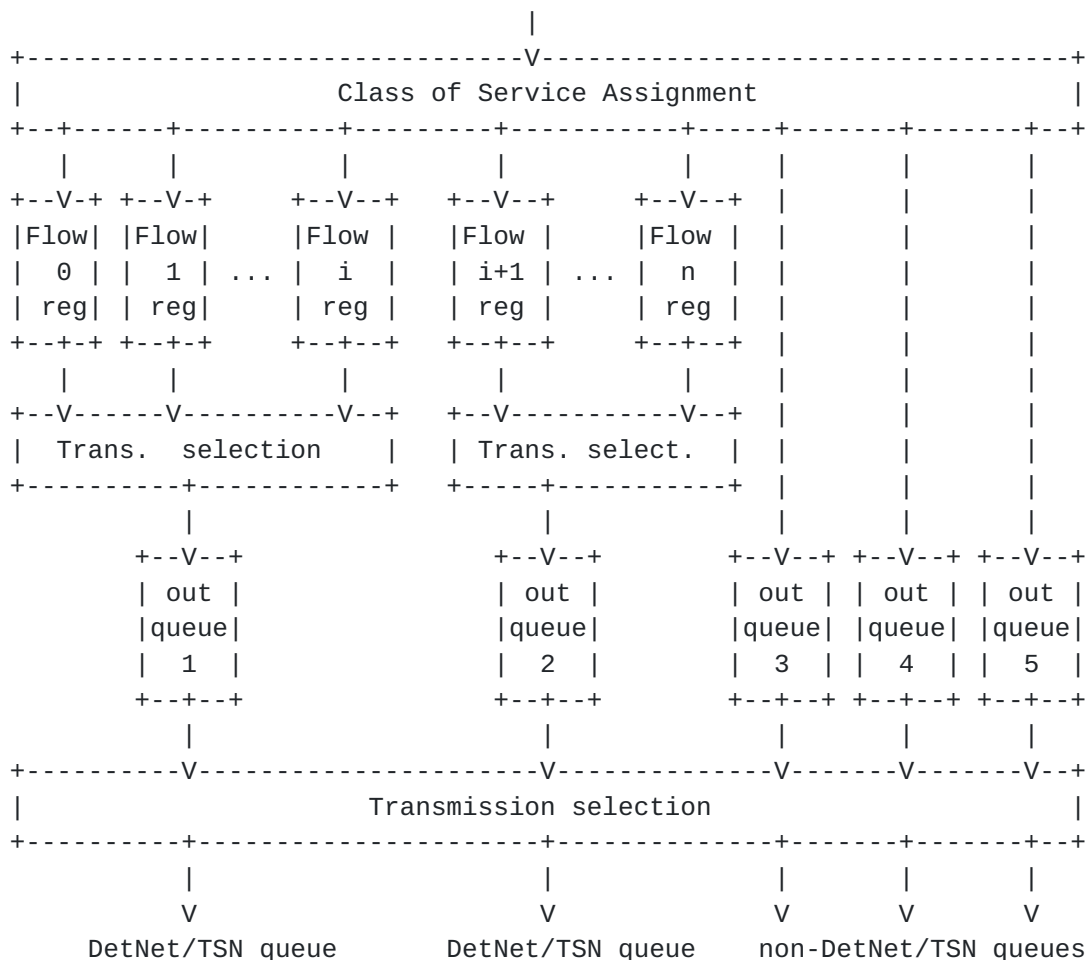 Class of Service Assignment
Flow Flow Flow Flow Flow
0 1 ... i i+1 ... n
reg reg reg reg reg
Trans. selection Trans. select.
out out out out out
queue queue queue queue queue
1 2 3 4 5
Transmission selection
DetNet/TSN queue DetNet/TSN queue non-DetNet/TSN queues